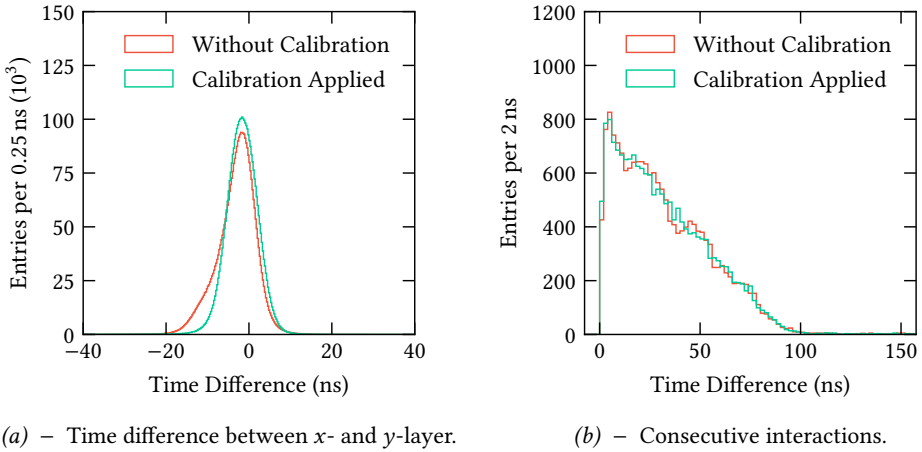 150
125
100
75
50
25
0
Entries per 0.25 ns (10³)
Without Calibration
Calibration Applied
−40 −20 0 20 40
Time Difference (ns)
(a) – Time difference between x- and y-layer.
1200
1000
800
600
400
200
0
Entries per 2 ns
Without Calibration
Calibration Applied
0 50 100 150
Time Difference (ns)
(b) – Consecutive interactions.